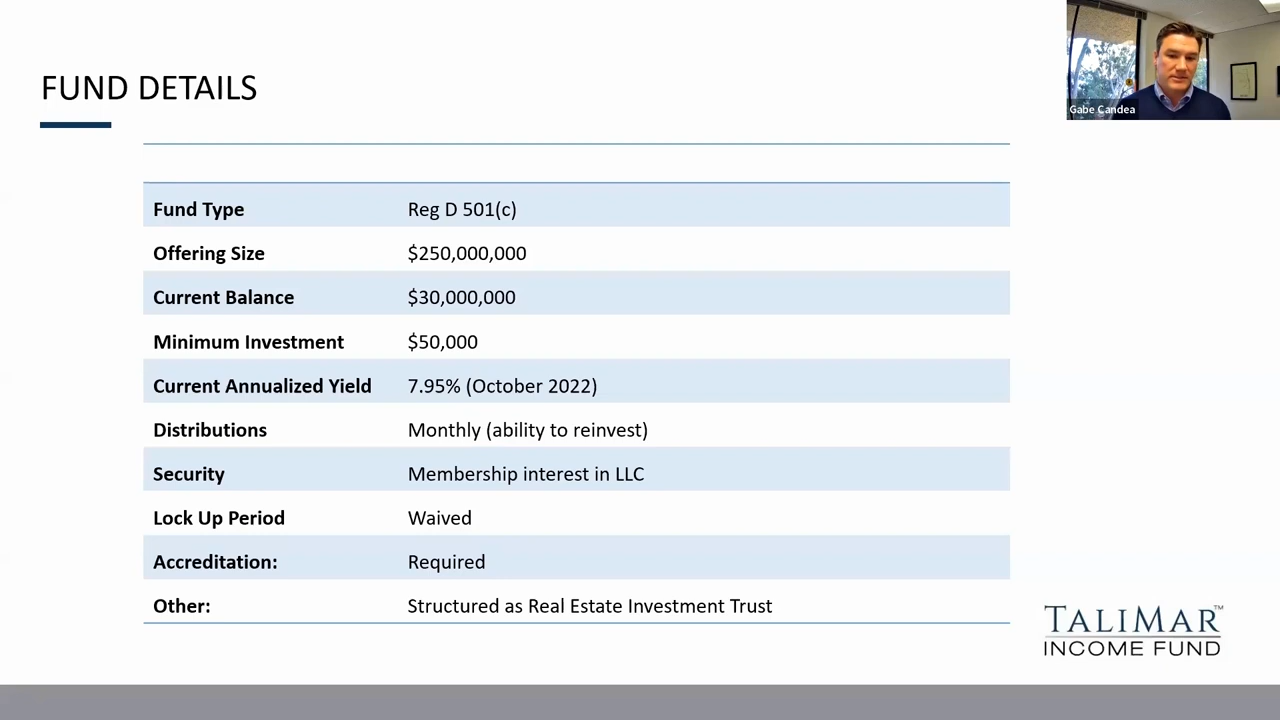 Gabe Candea
FUND DETAILS
Fund Type Reg D 501(c)
Offering Size $250,000,000
Current Balance $30,000,000
Minimum Investment $50,000
Current Annualized Yield 7.95% (October 2022)
Distributions Monthly (ability to reinvest)
Security Membership interest in LLC
Lock Up Period Waived
Accreditation: Required
Other: Structured as Real Estate Investment Trust
TALIMAR™
INCOME FUND